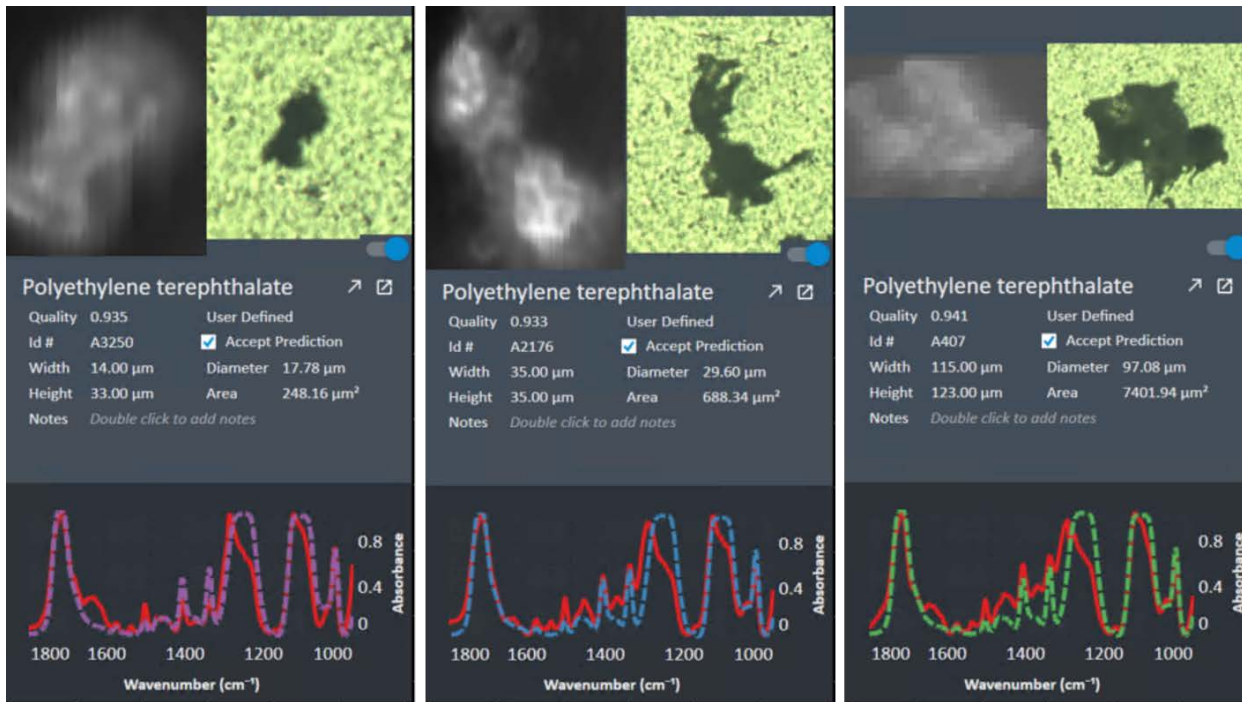 Polyethylene terephthalate
Quality 0.935 User Defined
Id # A3250 Accept Prediction
Width 14.00 µm Diameter 17.78 µm
Height 33.00 µm Area 248.16 µm²
Notes Double click to add notes
0.8
0.4
0
Absorbance
1800 1600 1400 1200 1000
Wavenumber (cm⁻¹)
Polyethylene terephthalate
Quality 0.933 User Defined
Id # A2176 Accept Prediction
Width 35.00 µm Diameter 29.60 µm
Height 35.00 µm Area 688.34 µm²
Notes Double click to add notes
0.8
0.4
0
Absorbance
1800 1600 1400 1200 1000
Wavenumber (cm⁻¹)
Polyethylene terephthalate
Quality 0.941 User Defined
Id # A407 Accept Prediction
Width 115.00 µm Diameter 97.08 µm
Height 123.00 µm Area 7401.94 µm²
Notes Double click to add notes
0.8
0.4
0
Absorbance
1800 1600 1400 1200 1000
Wavenumber (cm⁻¹)